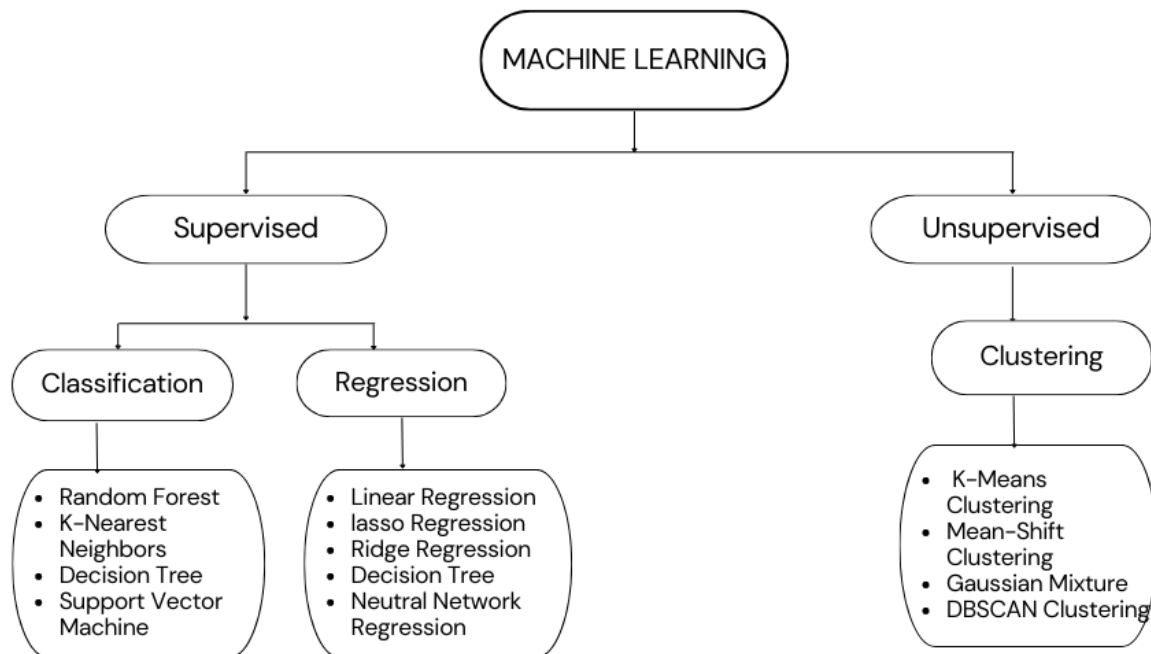 MACHINE LEARNING
Supervised
Unsupervised
Classification
Regression
Clustering
• Random Forest
• K-Nearest
Neighbors
• Decision Tree
• Support Vector
Machine
• Linear Regression
• lasso Regression
• Ridge Regression
• Decision Tree
• Neutral Network
Regression
• K-Means
Clustering
• Mean-Shift
Clustering
• Gaussian Mixture
• DBSCAN Clustering